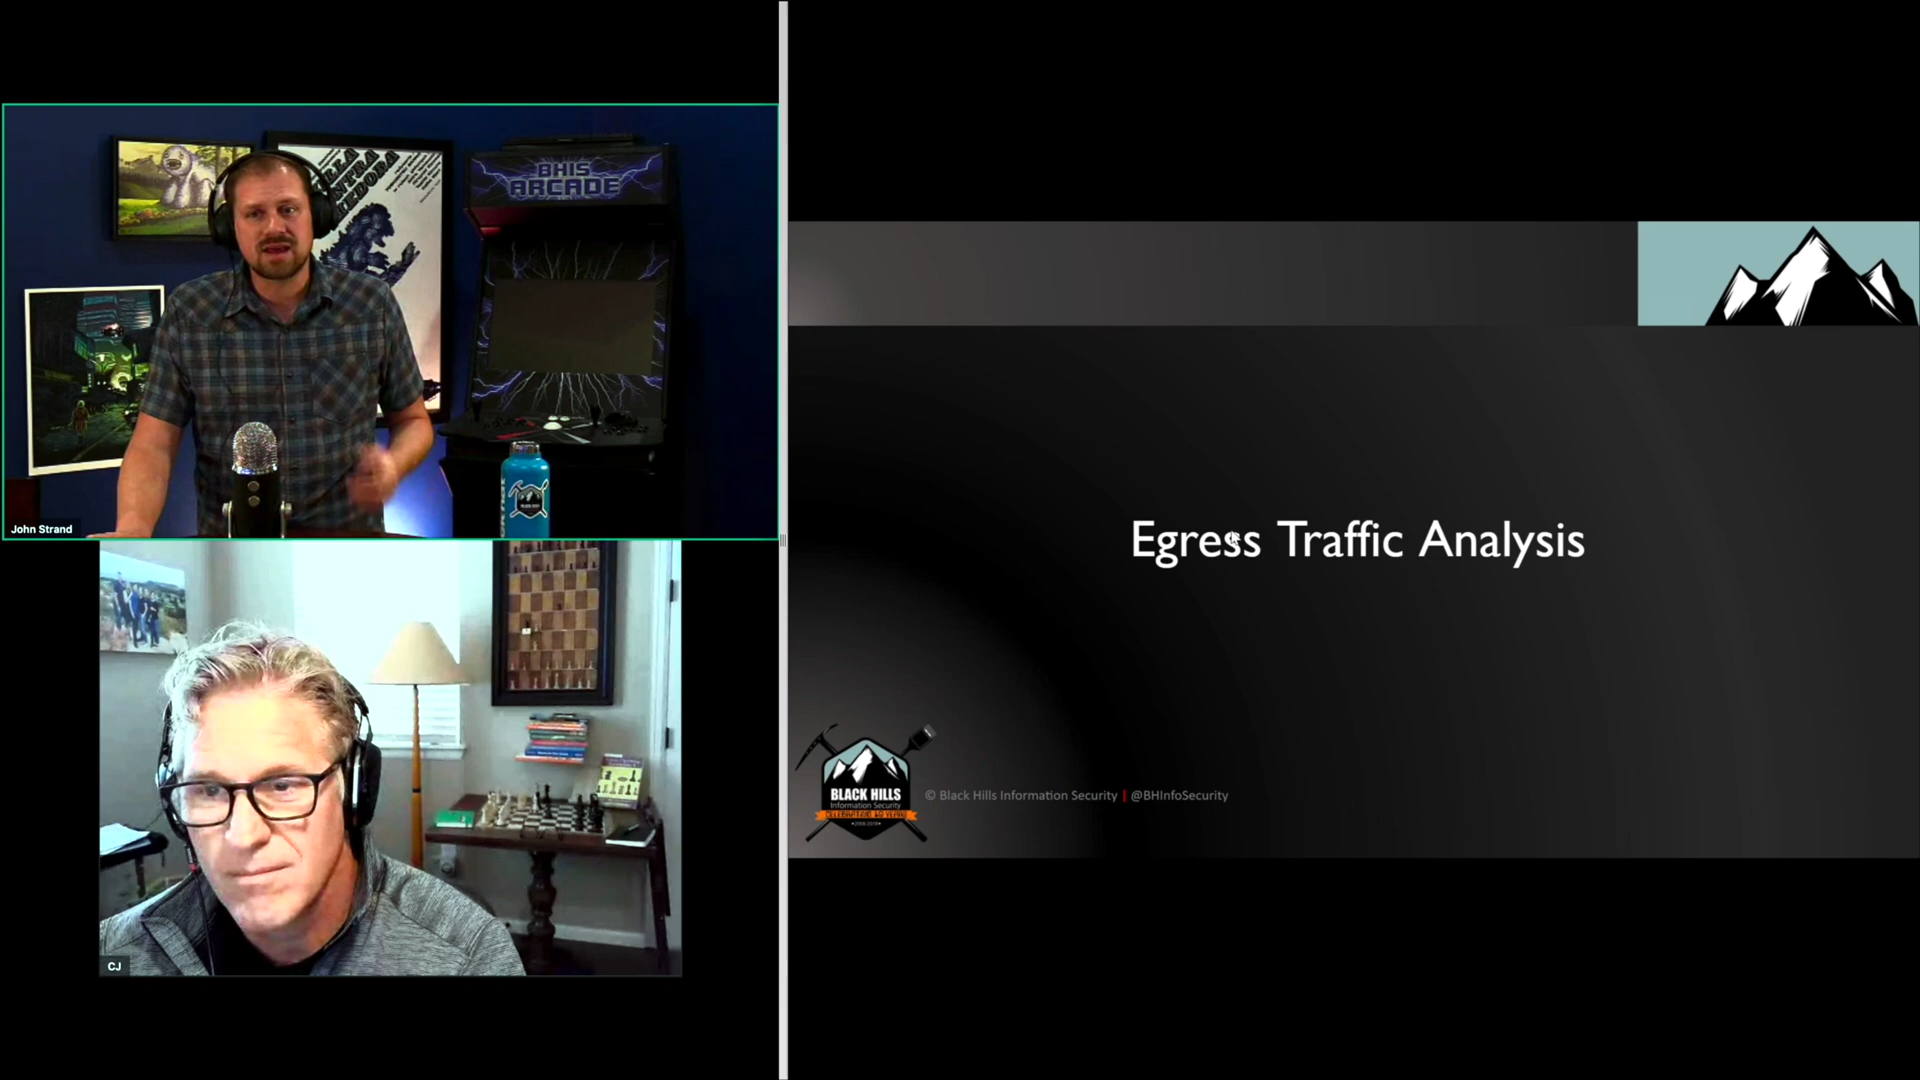 BHIS
ARCADE
John Strand
CJ
Egress Traffic Analysis
BLACK HILLS
Information Security
© Black Hills Information Security | @BHInfoSecurity